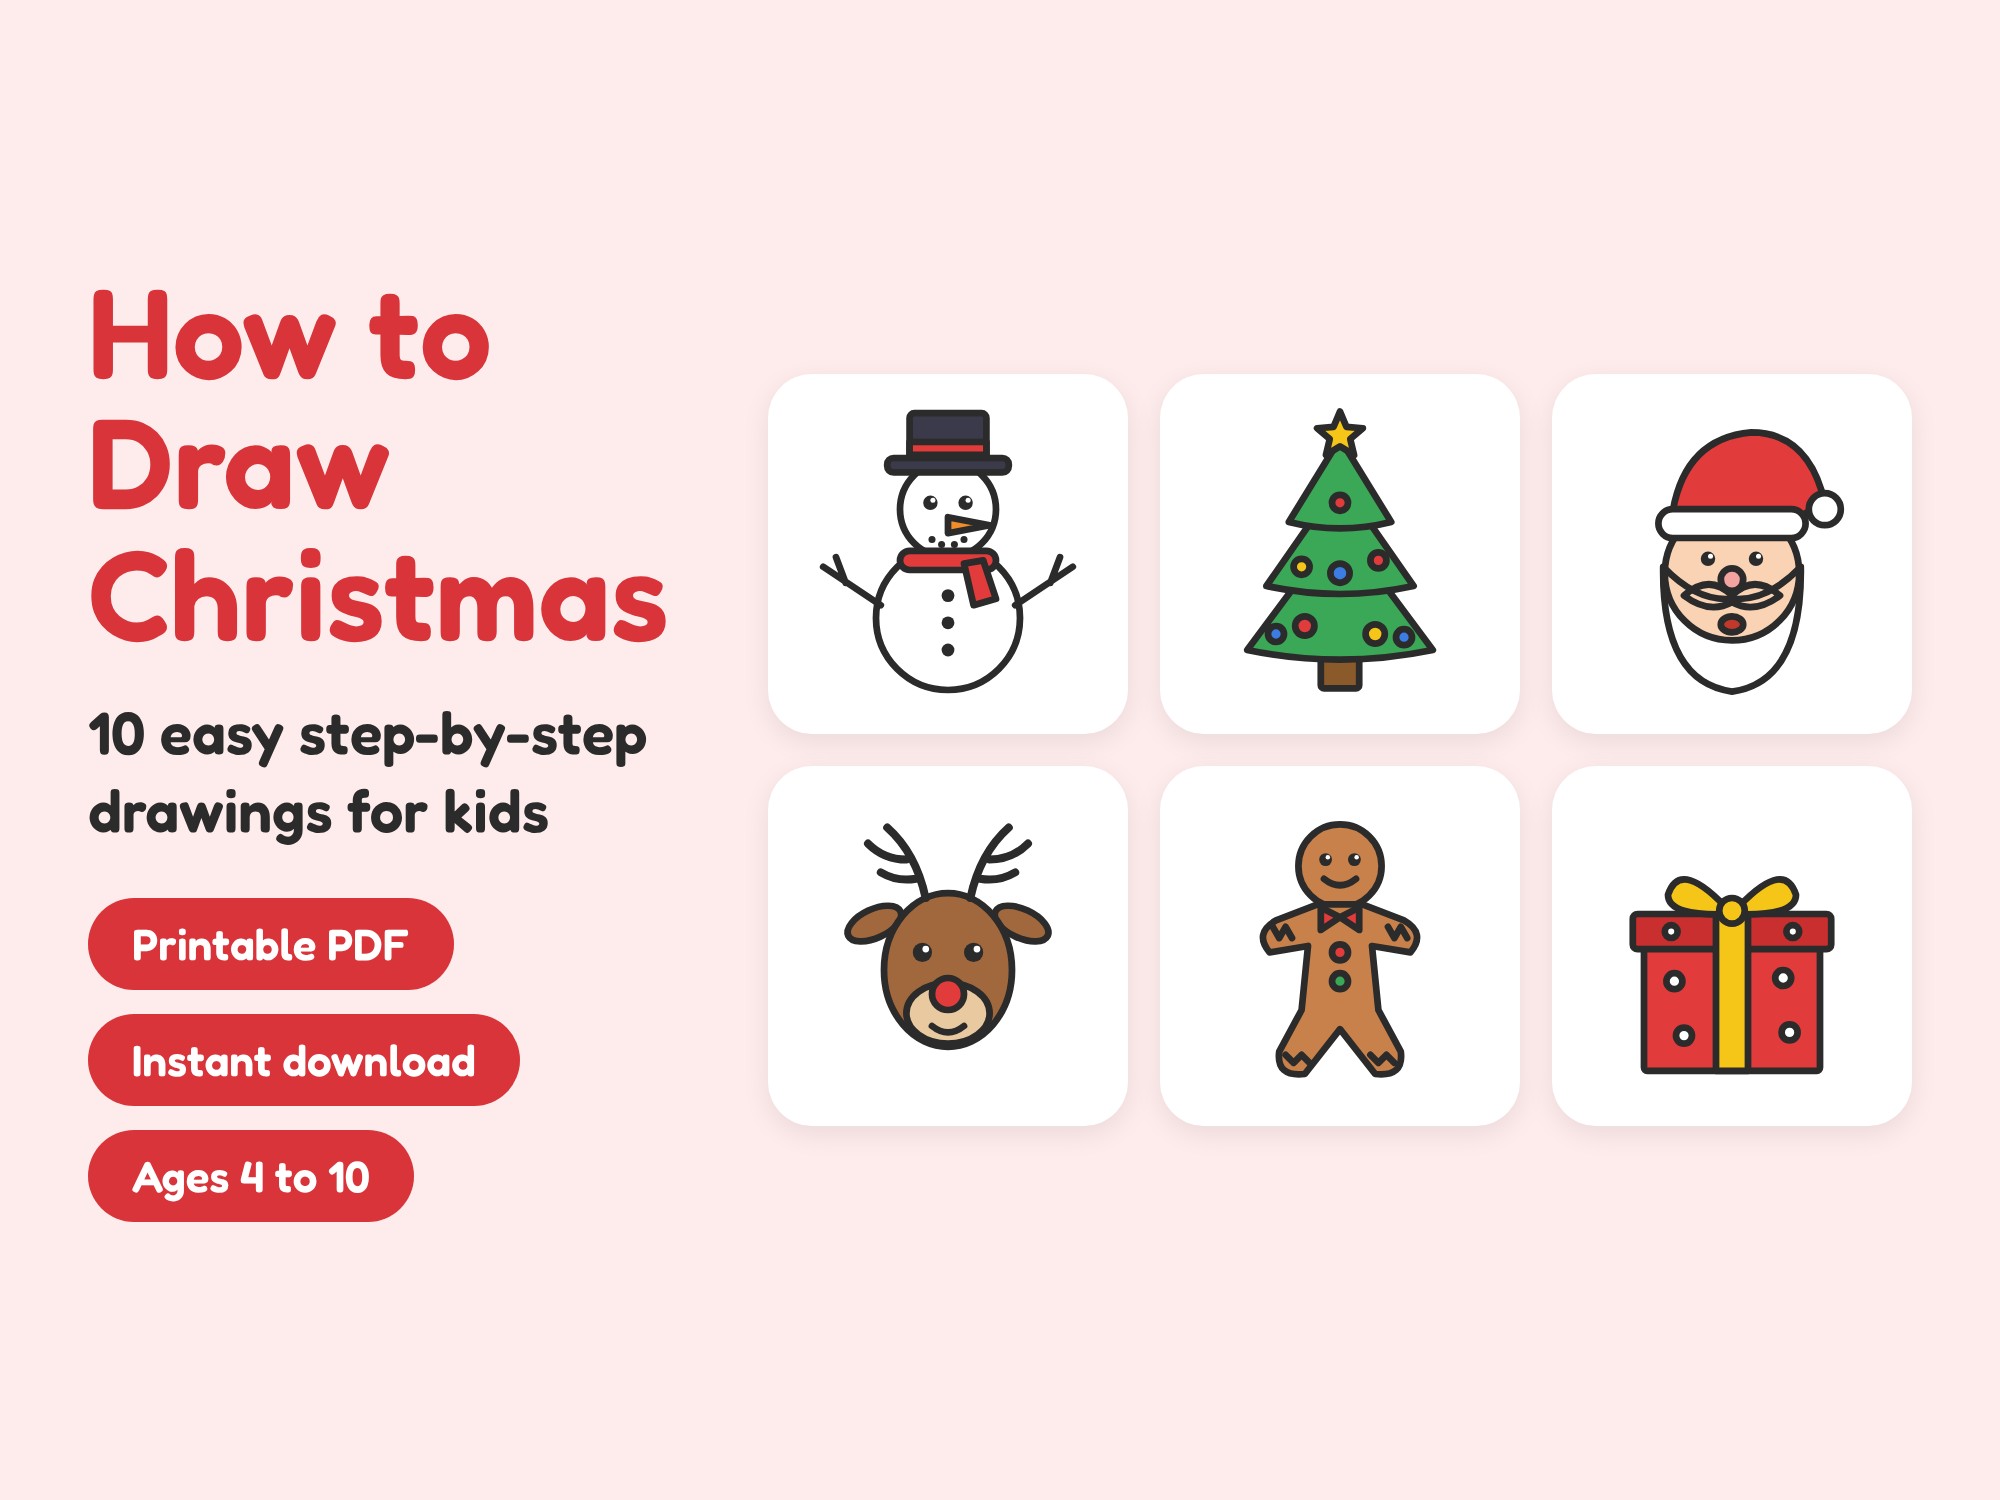 How to
Draw
Christmas
10 easy step-by-step
drawings for kids
Printable PDF
Instant download
Ages 4 to 10